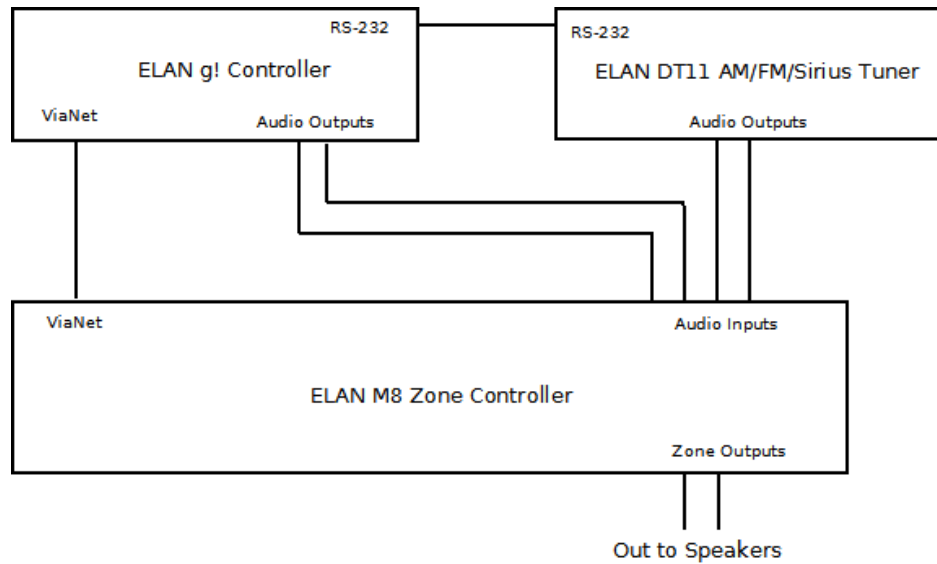 RS-232
RS-232
ELAN g! Controller
ELAN DT11 AM/FM/Sirius Tuner
ViaNet
Audio Outputs
Audio Outputs
ViaNet
Audio Inputs
ELAN M8 Zone Controller
Zone Outputs
Out to Speakers